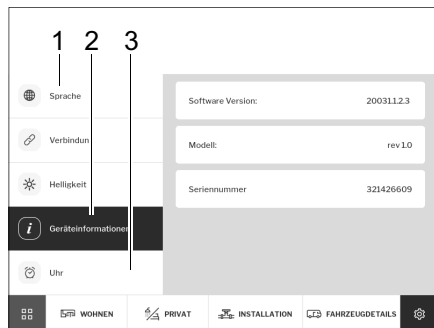 1 2 3
Sprache
Verbindun
Helligkeit
i Geräteinformationen
Uhr
Software Version: 20031.1.2.3
Modell: rev 1.0
Seriennummer 321426609
WOHNEN PRIVAT INSTALLATION FAHRZEUGDETAILS